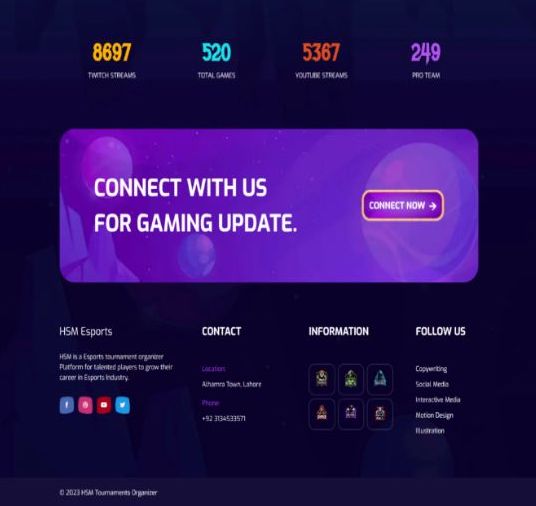 8697
520
5367
249
TWITCH STREAMS
TOTAL GAMES
YOUTUBE STREAMS
PRO TEAM
CONNECT WITH US
FOR GAMING UPDATE.
CONNECT NOW →
HSM Esports
HSM is a Esports tournament organizer
Platform for talented players to grow their
career in Esports Industry.
CONTACT
Location:
Alhamra Town, Lahore
Phone:
+92 3134533571
INFORMATION
FOLLOW US
Copywriting
Social Media
Interactive Media
Motion Design
Illustration
© 2023 HSM Tournaments Organizer